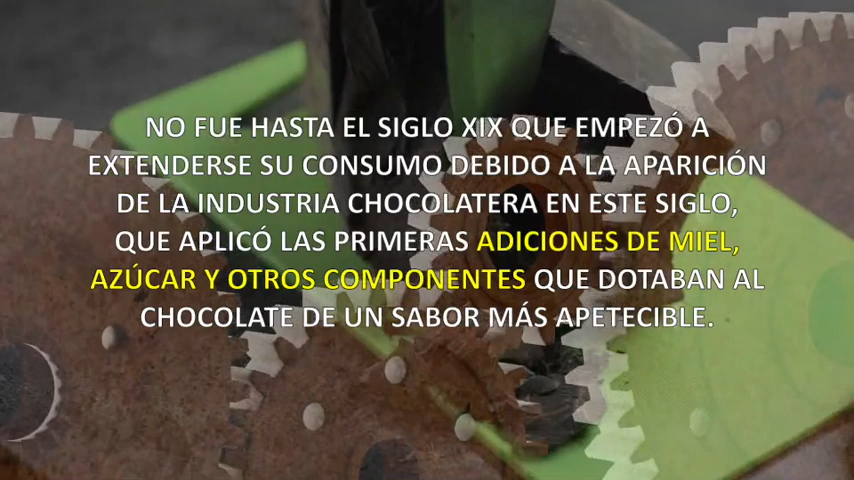 NO FUE HASTA EL SIGLO XIX QUE EMPEZÓ A
EXTENDERSE SU CONSUMO DEBIDO A LA APARICIÓN
DE LA INDUSTRIA CHOCOLATERA EN ESTE SIGLO,
QUE APLICÓ LAS PRIMERAS ADICIONES DE MIEL,
AZÚCAR Y OTROS COMPONENTES QUE DOTABAN AL
CHOCOLATE DE UN SABOR MÁS APETECIBLE.